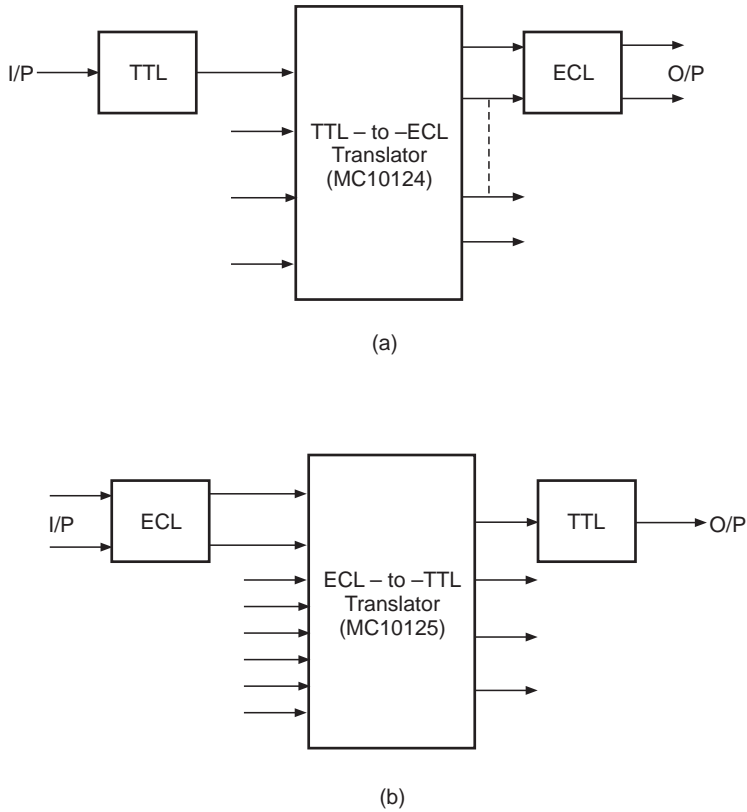 I/P
TTL
TTL – to –ECL
Translator
(MC10124)
ECL
O/P
(a)
I/P
ECL
ECL – to –TTL
Translator
(MC10125)
TTL
O/P
(b)